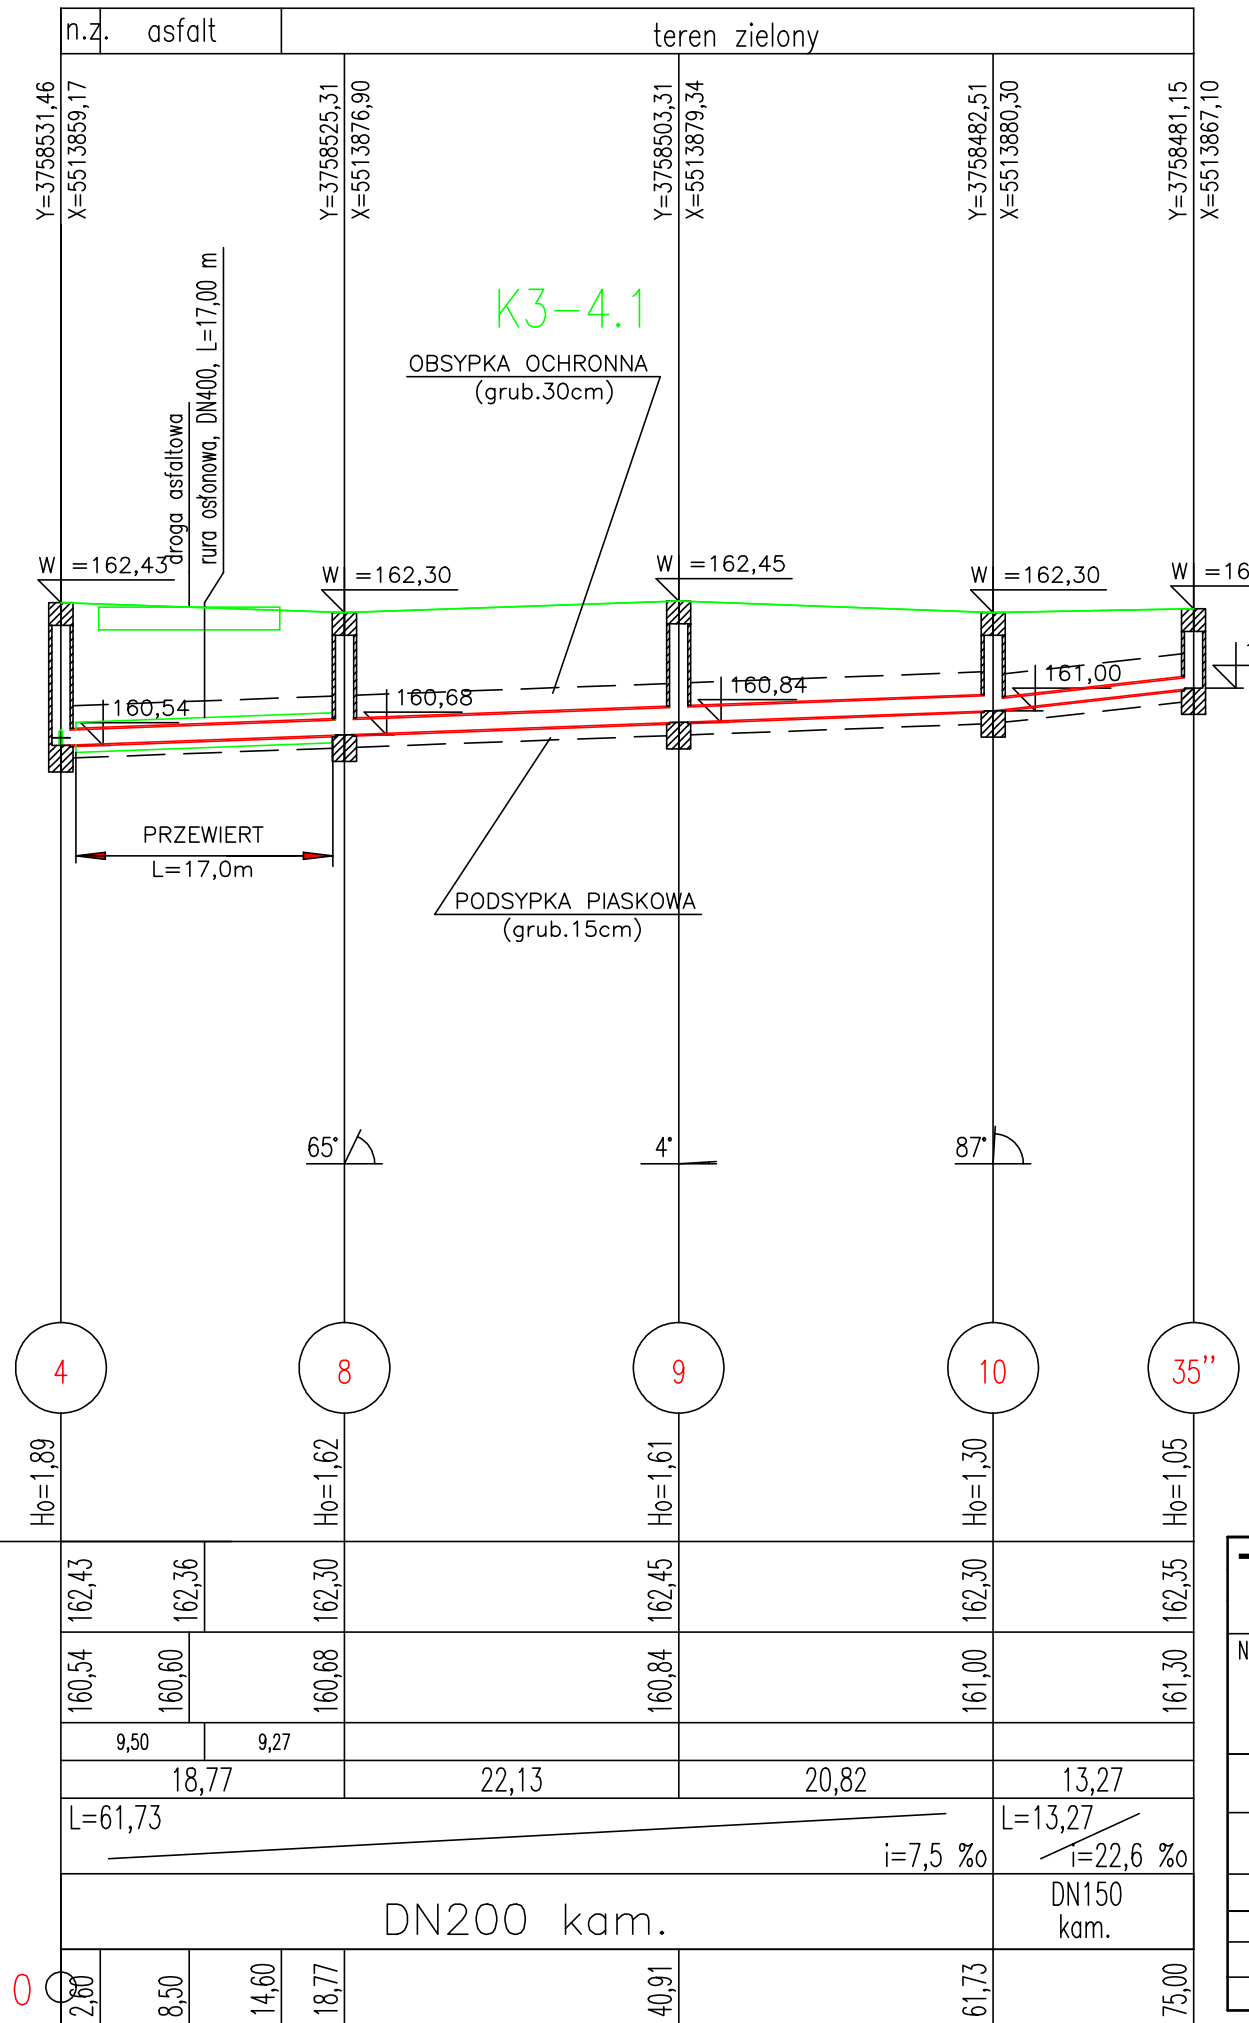 n.z. asfalt teren zielony
Y=3758531,46
X=5513859,17
Y=3758525,31
X=5513876,90
Y=3758503,31
X=5513879,34
Y=3758482,51
X=5513880,30
Y=3758481,15
X=5513867,10
K3-4.1
OBSYPKA OCHRONNA
(grub.30cm)
droga asfaltowa
rura osłonowa, DN400, L=17,00 m
W =162,43
W =162,30
W =162,45
W =162,30
W =16
160,54
160,68
160,84
161,00
1
PRZEWIERT
L=17,0m
PODSYPKA PIASKOWA
(grub.15cm)
65° 4° 87°
4 8 9 10 35''
Ho=1,89 Ho=1,62 Ho=1,61 Ho=1,30 Ho=1,05
162,43 162,36 162,30 162,45 162,30 162,35
160,54 160,60 160,68 160,84 161,00 161,30
N
9,50 9,27
18,77 22,13 20,82 13,27
L=61,73 i=7,5 %o L=13,27 i=22,6 %o
DN200 kam.
DN150
kam.
0 2,60 8,50 14,60 18,77 40,91 61,73 75,00